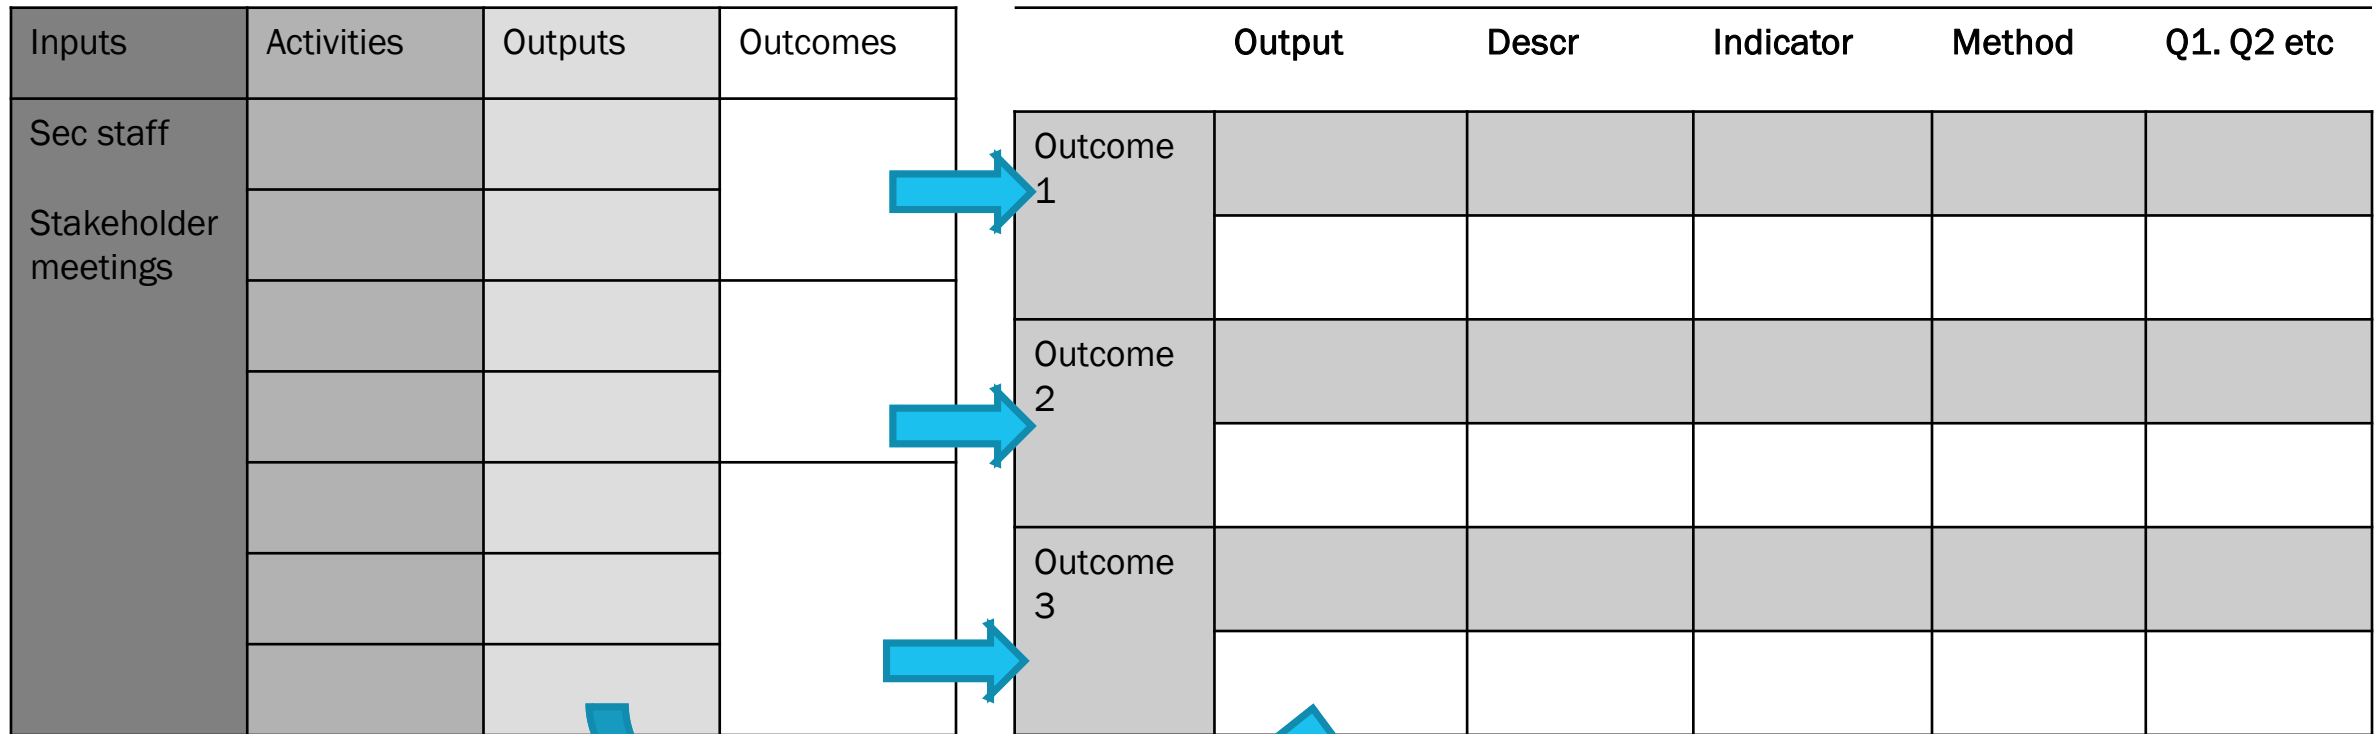 Inputs
Activities
Outputs
Outcomes
Sec staff
Stakeholder
meetings
Output
Descr
Indicator
Method
Q1. Q2 etc
Outcome
1
Outcome
2
Outcome
3